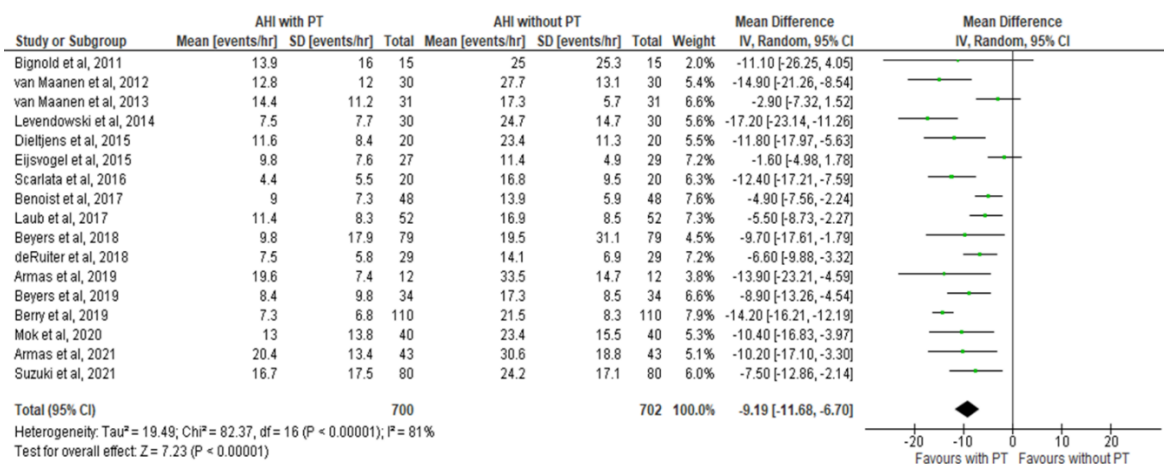 AHI with PT AHI without PT Mean Difference Mean Difference
Study or Subgroup Mean [events/hr] SD [events/hr] Total Mean [events/hr] SD [events/hr] Total Weight IV, Random, 95% CI IV, Random, 95% CI
Bignold et al, 2011 13.9 16 15 25 25.3 15 2.0% -11.10 [-26.25, 4.05]
van Maanen et al, 2012 12.8 12 30 27.7 13.1 30 5.4% -14.90 [-21.26, -8.54]
van Maanen et al, 2013 14.4 11.2 31 17.3 5.7 31 6.6% -2.90 [-7.32, 1.52]
Levendowski et al, 2014 7.5 7.7 30 24.7 14.7 30 5.6% -17.20 [-23.14, -11.26]
Dieltjens et al, 2015 11.6 8.4 20 23.4 11.3 20 5.5% -11.80 [-17.97, -5.63]
Eijsvogel et al, 2015 9.8 7.6 27 11.4 4.9 29 7.2% -1.60 [-4.98, 1.78]
Scarlata et al, 2016 4.4 5.5 20 16.8 9.5 20 6.3% -12.40 [-17.21, -7.59]
Benoist et al, 2017 9 7.3 48 13.9 5.9 48 7.6% -4.90 [-7.56, -2.24]
Laub et al, 2017 11.4 8.3 52 16.9 8.5 52 7.3% -5.50 [-8.73, -2.27]
Beyers et al, 2018 9.8 17.9 79 19.5 31.1 79 4.5% -9.70 [-17.61, -1.79]
deRuiter et al, 2018 7.5 5.8 29 14.1 6.9 29 7.2% -6.60 [-9.88, -3.32]
Armas et al, 2019 19.6 7.4 12 33.5 14.7 12 3.8% -13.90 [-23.21, -4.59]
Beyers et al, 2019 8.4 9.8 34 17.3 8.5 34 6.6% -8.90 [-13.26, -4.54]
Berry et al, 2019 7.3 6.8 110 21.5 8.3 110 7.9% -14.20 [-16.21, -12.19]
Mok et al, 2020 13 13.8 40 23.4 15.5 40 5.3% -10.40 [-16.83, -3.97]
Armas et al, 2021 20.4 13.4 43 30.6 18.8 43 5.1% -10.20 [-17.10, -3.30]
Suzuki et al, 2021 16.7 17.5 80 24.2 17.1 80 6.0% -7.50 [-12.86, -2.14]
Total (95% CI) 700 702 100.0% -9.19 [-11.68, -6.70]
Heterogeneity: Tau² = 19.49; Chi² = 82.37, df = 16 (P < 0.00001); I² = 81%
Test for overall effect: Z = 7.23 (P < 0.00001)
-20 -10 0 10 20
Favours with PT Favours without PT